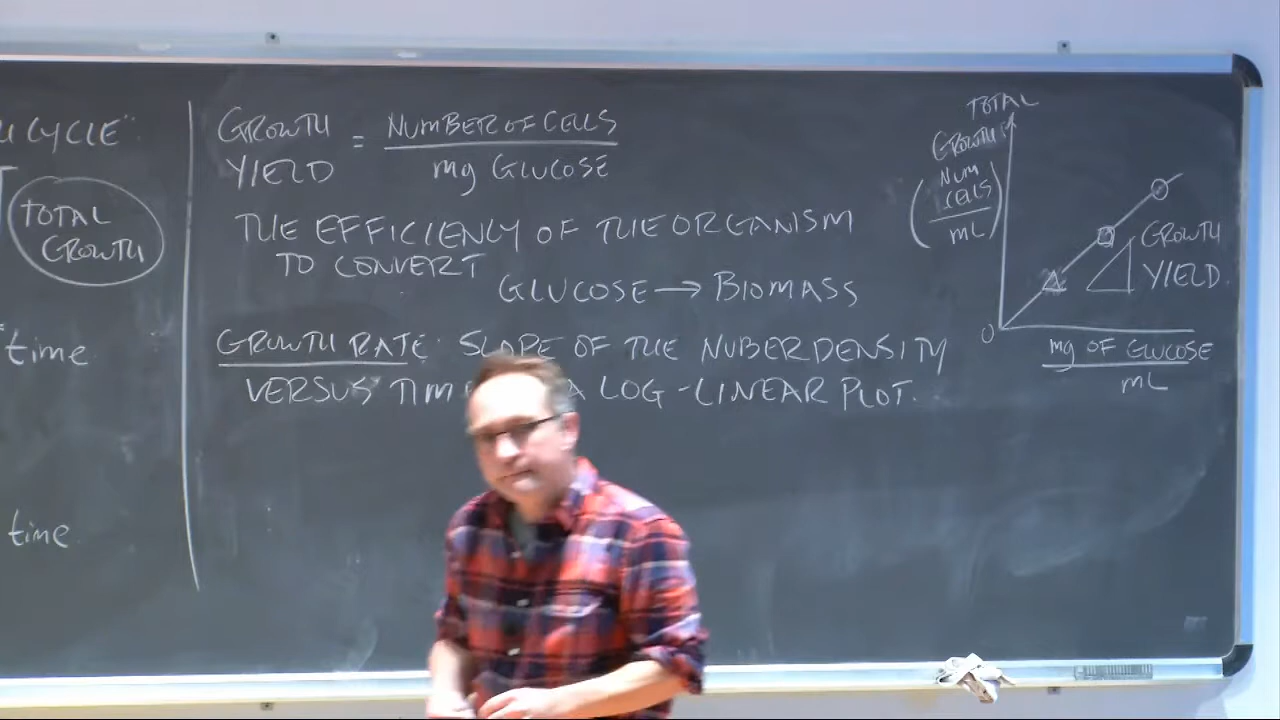 CYCLE"
TOTAL
GROWTH
time
time
GROWTH
YIELD
=
NUMBER OF CELLS
mg GLUCOSE
THE EFFICIENCY OF THE ORGANISM
TO CONVERT
GLUCOSE → BIOMASS
GROWTH RATE: SLOPE OF THE NUBER DENSITY
VERSUS TIM A LOG-LINEAR PLOT.
TOTAL
GROWTH
(NUM
CELLS
mL)
GROWTH
YIELD
0
mg OF GLUCOSE
mL